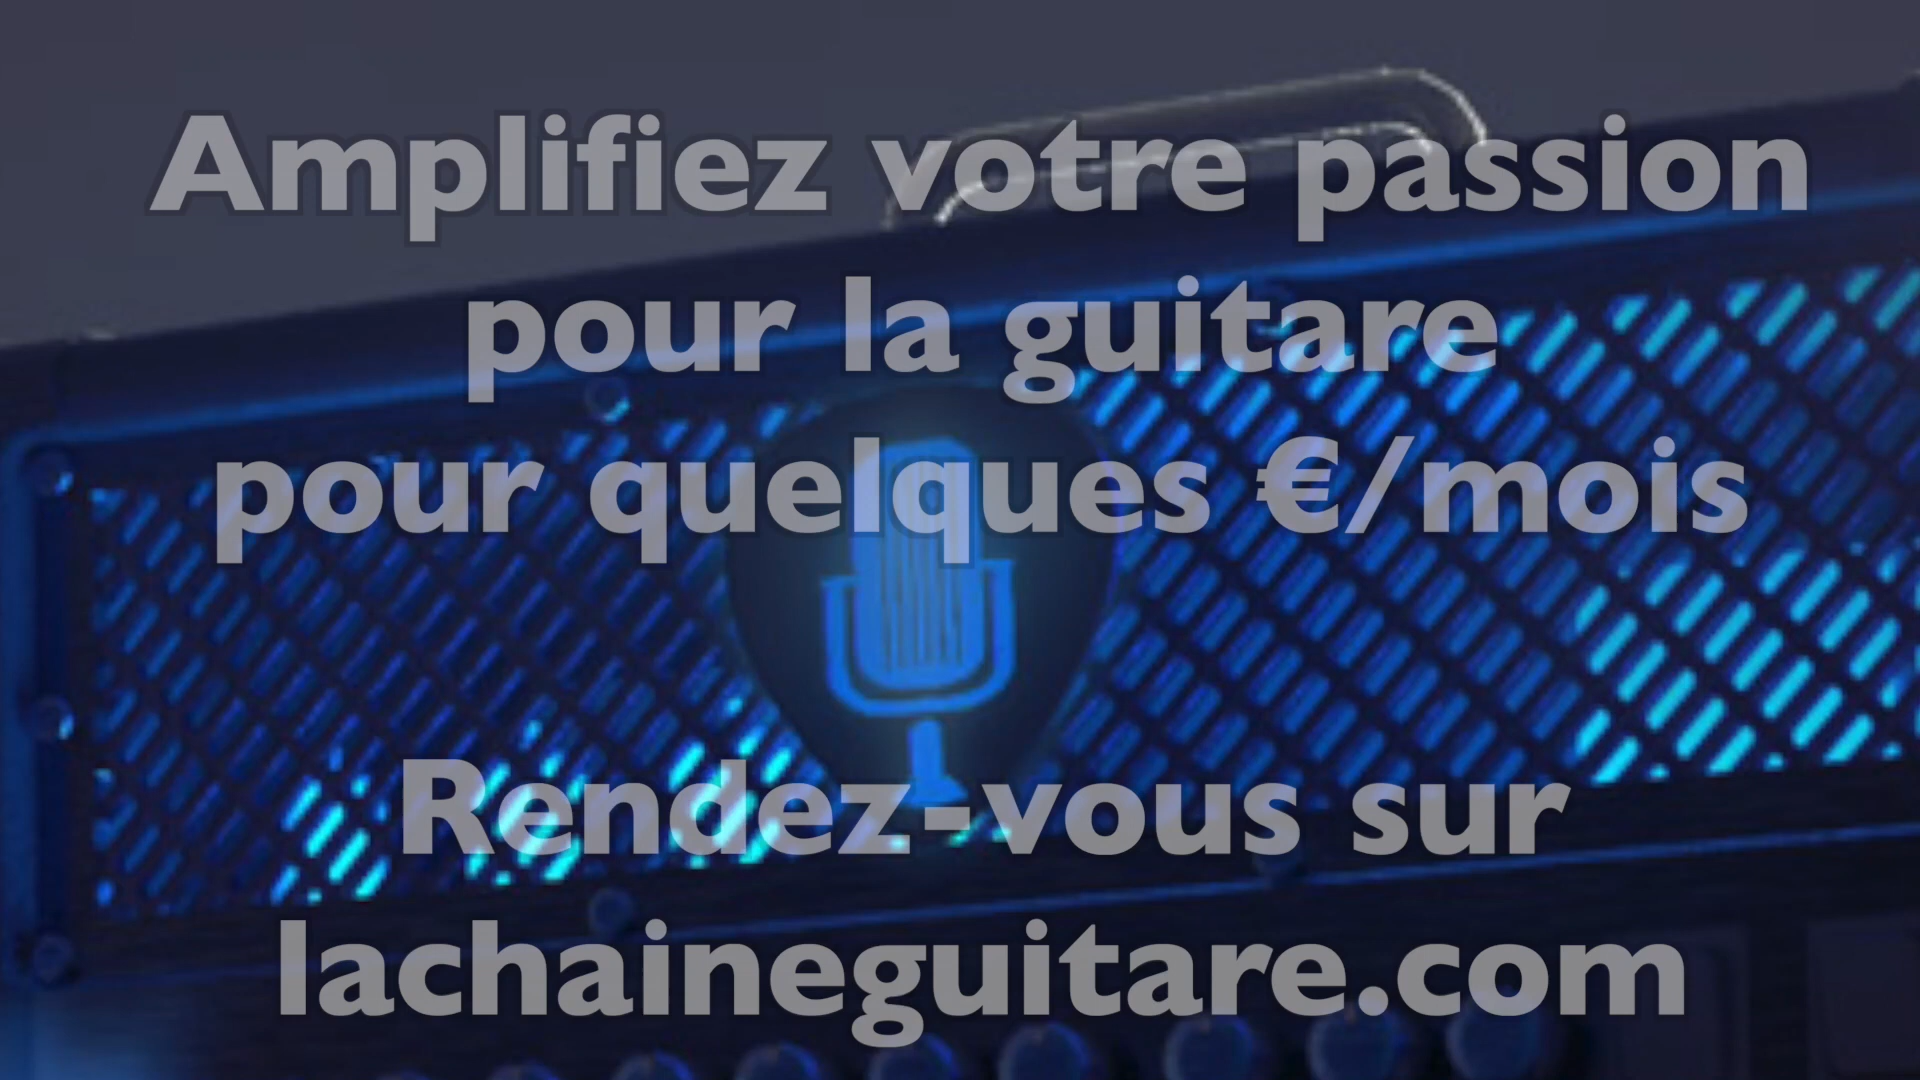 Amplifiez votre passion
pour la guitare
pour quelques €/mois
Rendez-vous sur
lachaineguitare.com